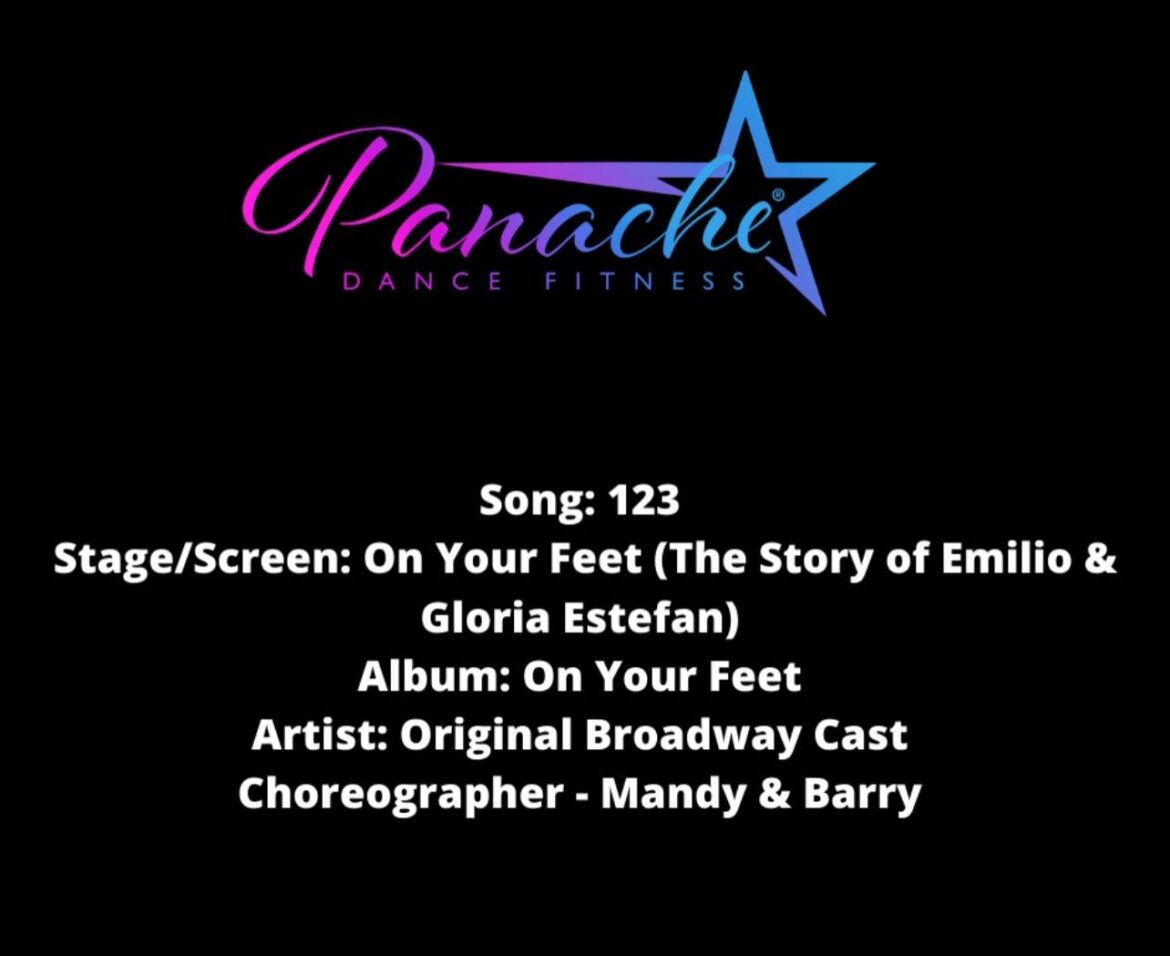 Panache®
DANCE FITNESS
Song: 123
Stage/Screen: On Your Feet (The Story of Emilio &
Gloria Estefan)
Album: On Your Feet
Artist: Original Broadway Cast
Choreographer - Mandy & Barry